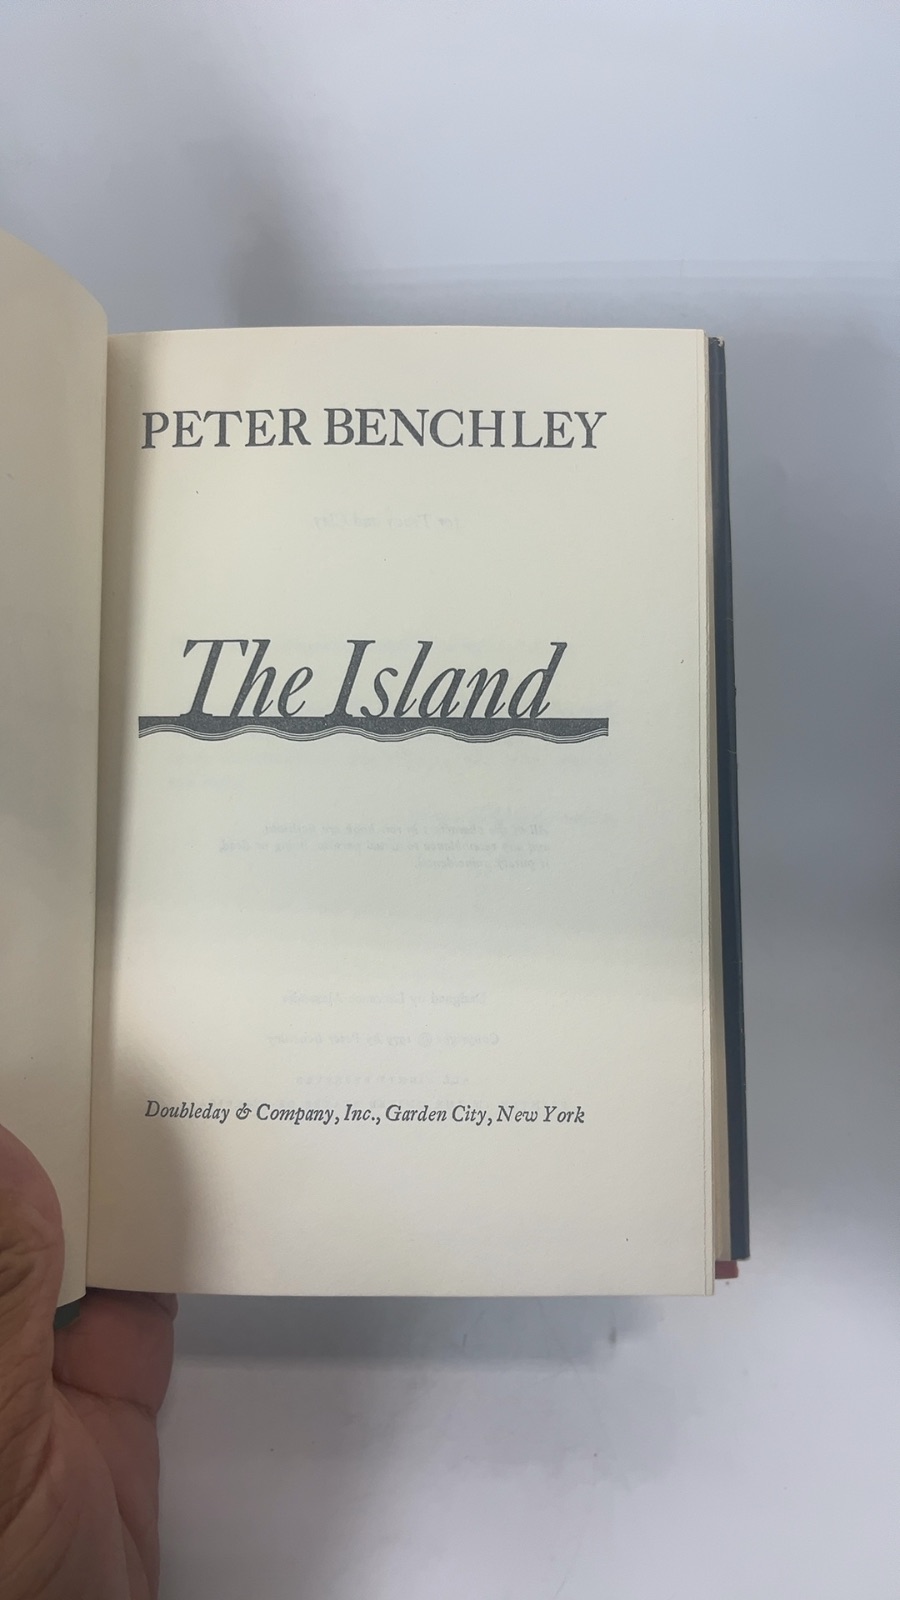 PETER BENCHLEY
The Island
Doubleday & Company, Inc., Garden City, New York